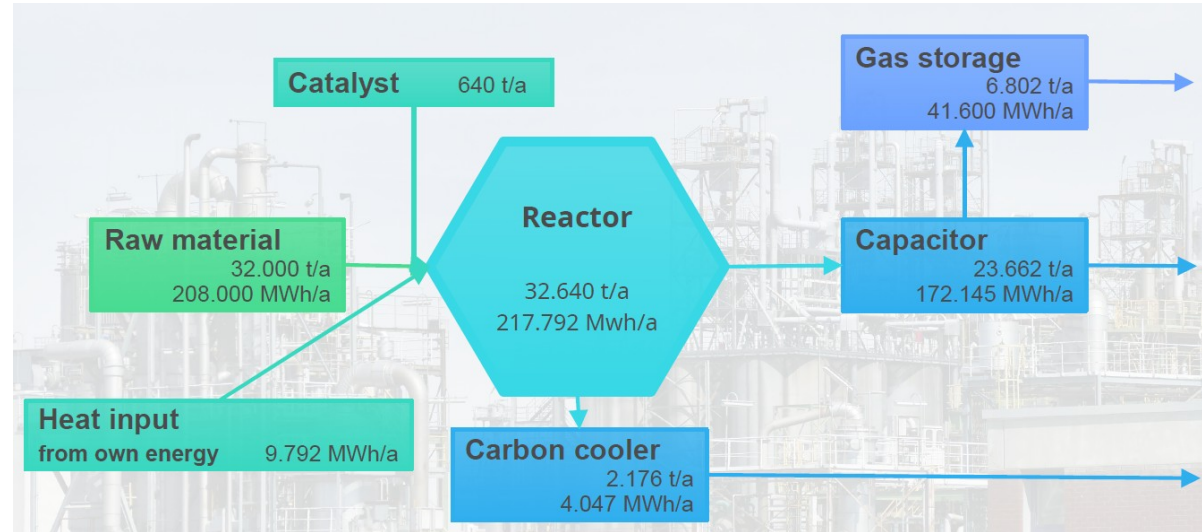 Gas storage
6.802 t/a
41.600 MWh/a
Catalyst 640 t/a
Reactor
32.640 t/a
217.792 Mwh/a
Raw material
32.000 t/a
208.000 MWh/a
Capacitor
23.662 t/a
172.145 MWh/a
Heat input
from own energy 9.792 MWh/a
Carbon cooler
2.176 t/a
4.047 MWh/a